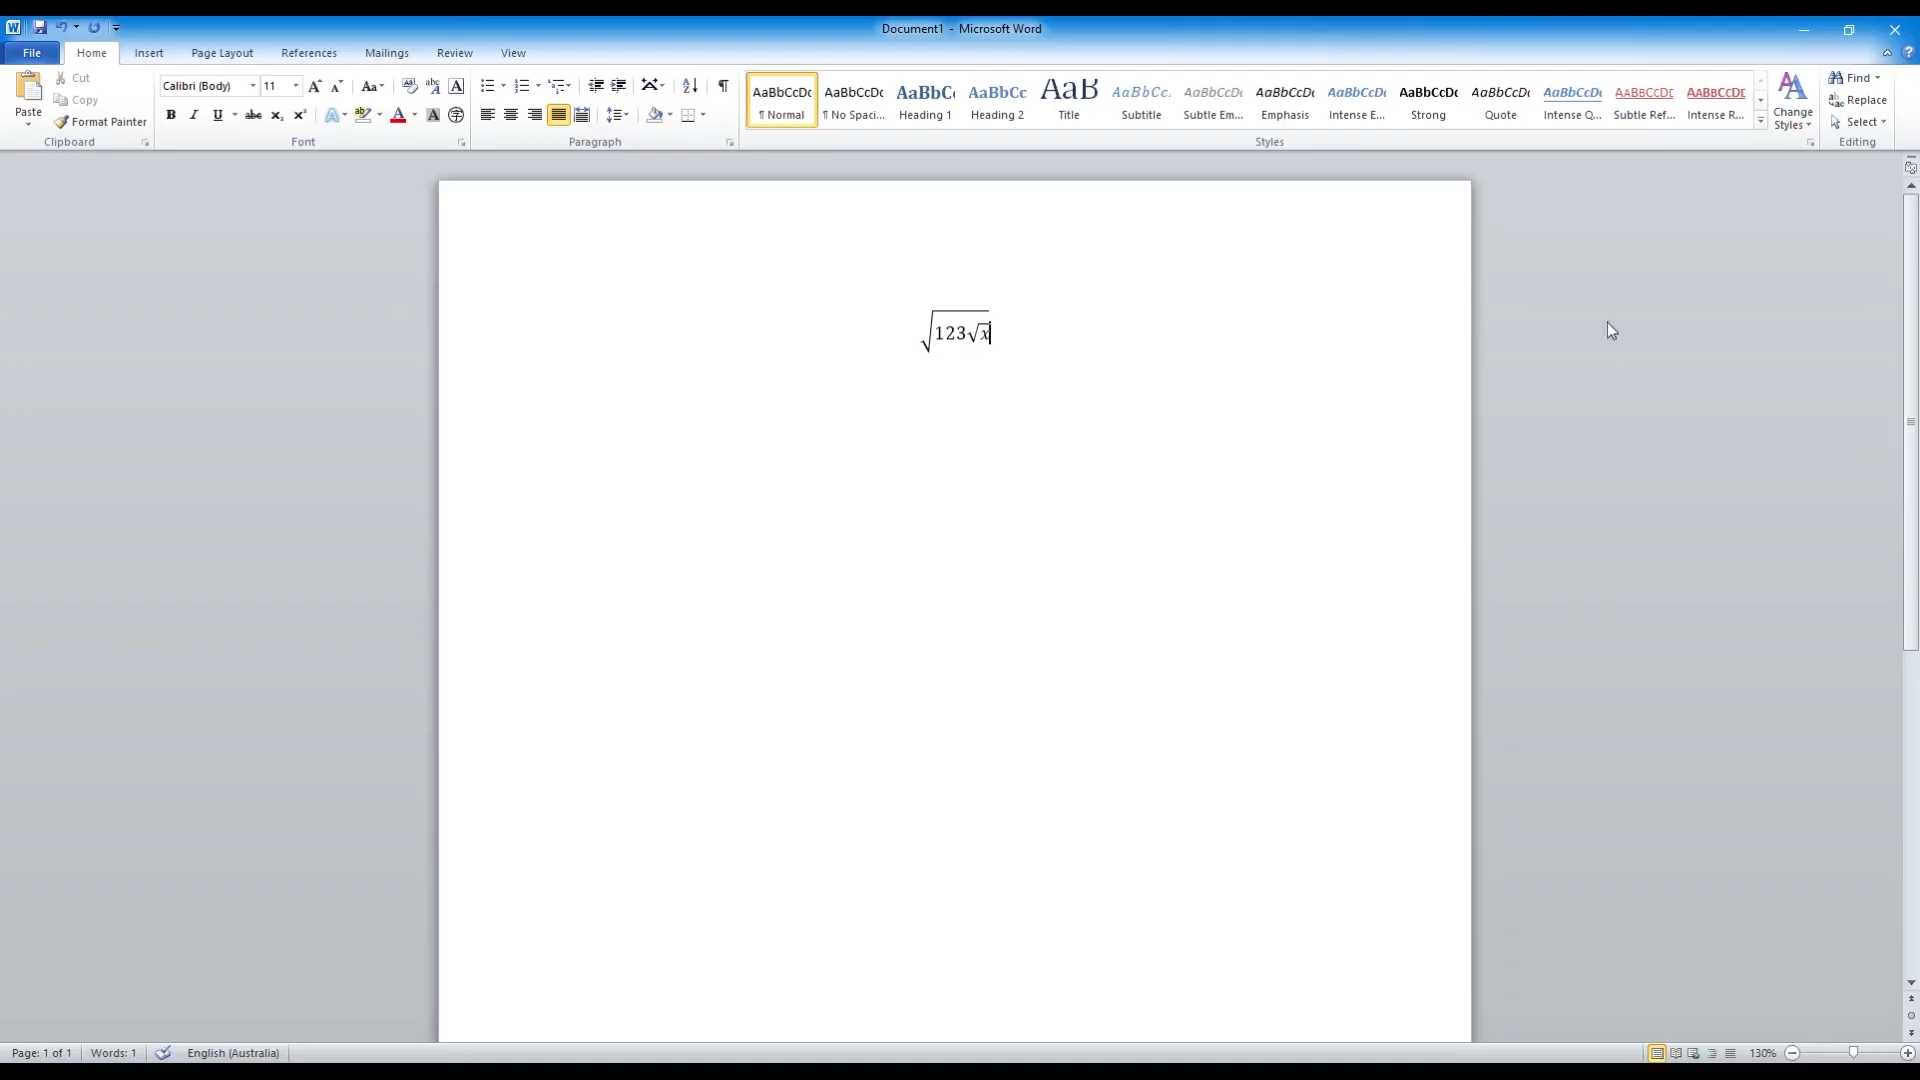 Document1 - Microsoft Word
File Home Insert Page Layout References Mailings Review View
Paste
Cut
Copy
Format Painter
Clipboard
Calibri (Body) 11
Font
Paragraph
AaBbCcDc AaBbCcDc AaBbC( AaBbCc AaB AaBbCc. AaBbCcDc AaBbCcDc AaBbCcDc AaBbCcDc AaBbCcDc AaBbCcDc AABBCCDE AABBCCDE
¶ Normal ¶ No Spaci... Heading 1 Heading 2 Title Subtitle Subtle Em... Emphasis Intense E... Strong Quote Intense Q... Subtle Ref... Intense R...
Change
Styles
Styles
Find
Replace
Select
Editing
√123√x
Page: 1 of 1 Words: 1 English (Australia) 130%